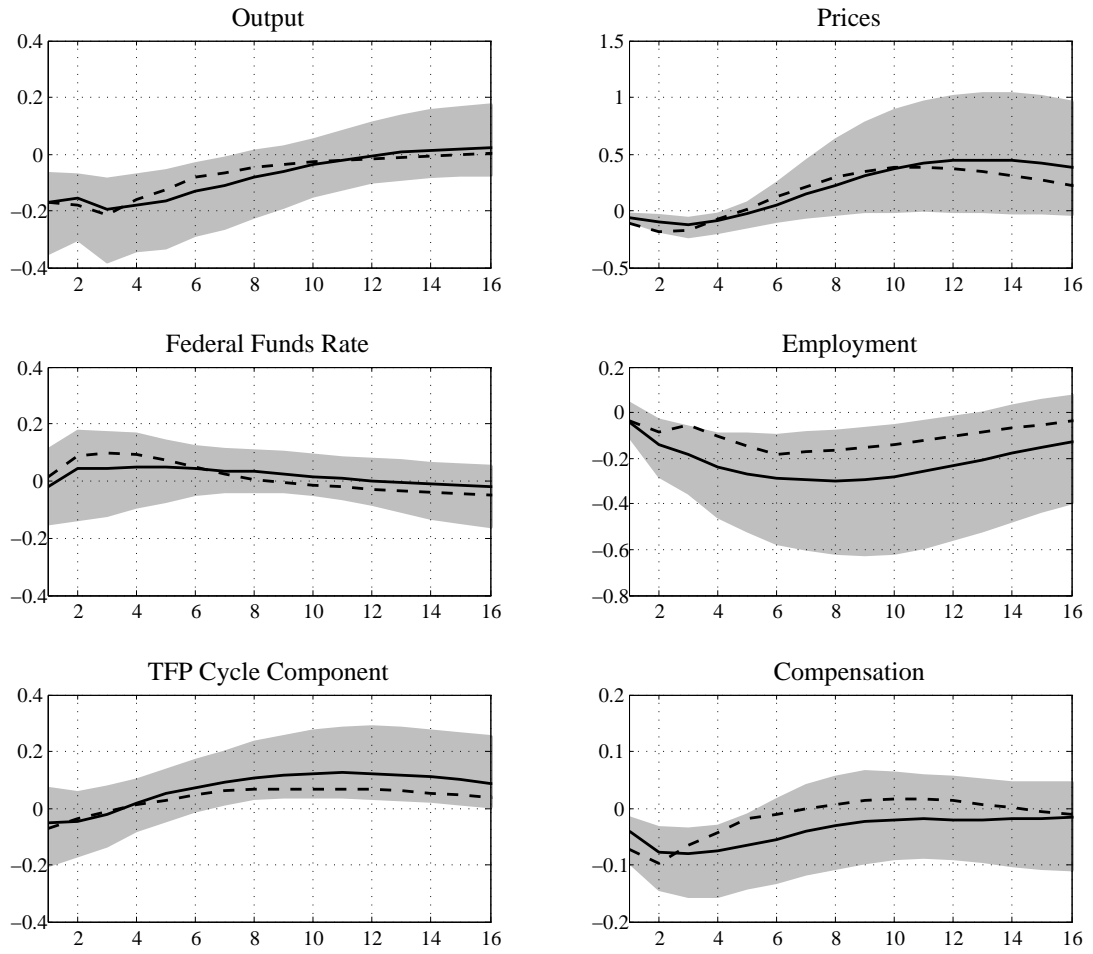 Output
0.4
0.2
0
–0.2
–0.4
2 4 6 8 10 12 14 16
Prices
1.5
1
0.5
0
–0.5
2 4 6 8 10 12 14 16
Federal Funds Rate
0.4
0.2
0
–0.2
–0.4
2 4 6 8 10 12 14 16
Employment
0.2
0
–0.2
–0.4
–0.6
–0.8
2 4 6 8 10 12 14 16
TFP Cycle Component
0.4
0.2
0
–0.2
–0.4
2 4 6 8 10 12 14 16
Compensation
0.2
0.1
0
–0.1
–0.2
2 4 6 8 10 12 14 16